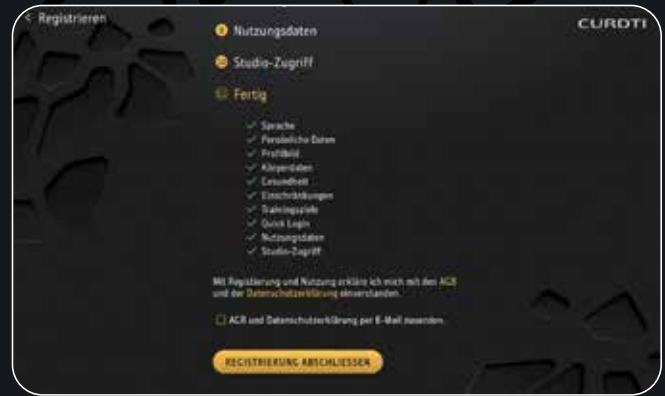 < Registrieren
CURDTI
Nutzungsdaten
Studio-Zugriff
Fertig
✓ Sprache
✓ Persönliche Daten
✓ Profilbild
✓ Körperdaten
✓ Gesundheit
✓ Einschränkungen
✓ Trainingsziele
✓ Quick Login
✓ Nutzungsdaten
✓ Studio-Zugriff
Mit Registierung und Nutzung erkläre ich mich mit den AGB
und der Datenschutzerklärung einverstanden.
AGB und Datenschutzerklärung per E-Mail zusenden.
REGISTRIERUNG ABSCHLIESSEN